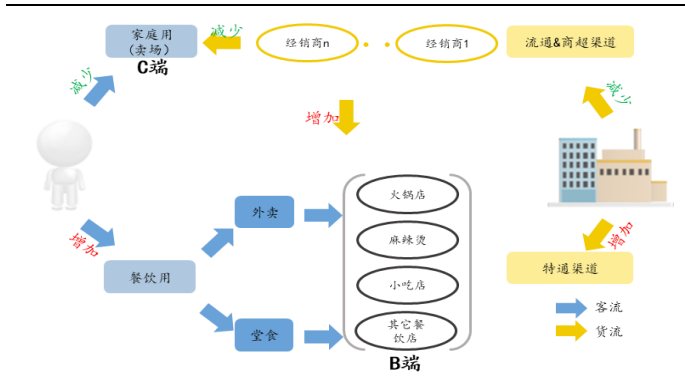 家庭用
(卖场)
C端
减少
经销商n
经销商1
流通&商超渠道
减少
增加
减少
火锅店
外卖
麻辣烫
增加
增加
餐饮用
特通渠道
小吃店
堂食
其它餐
饮店
B端
客流
货流